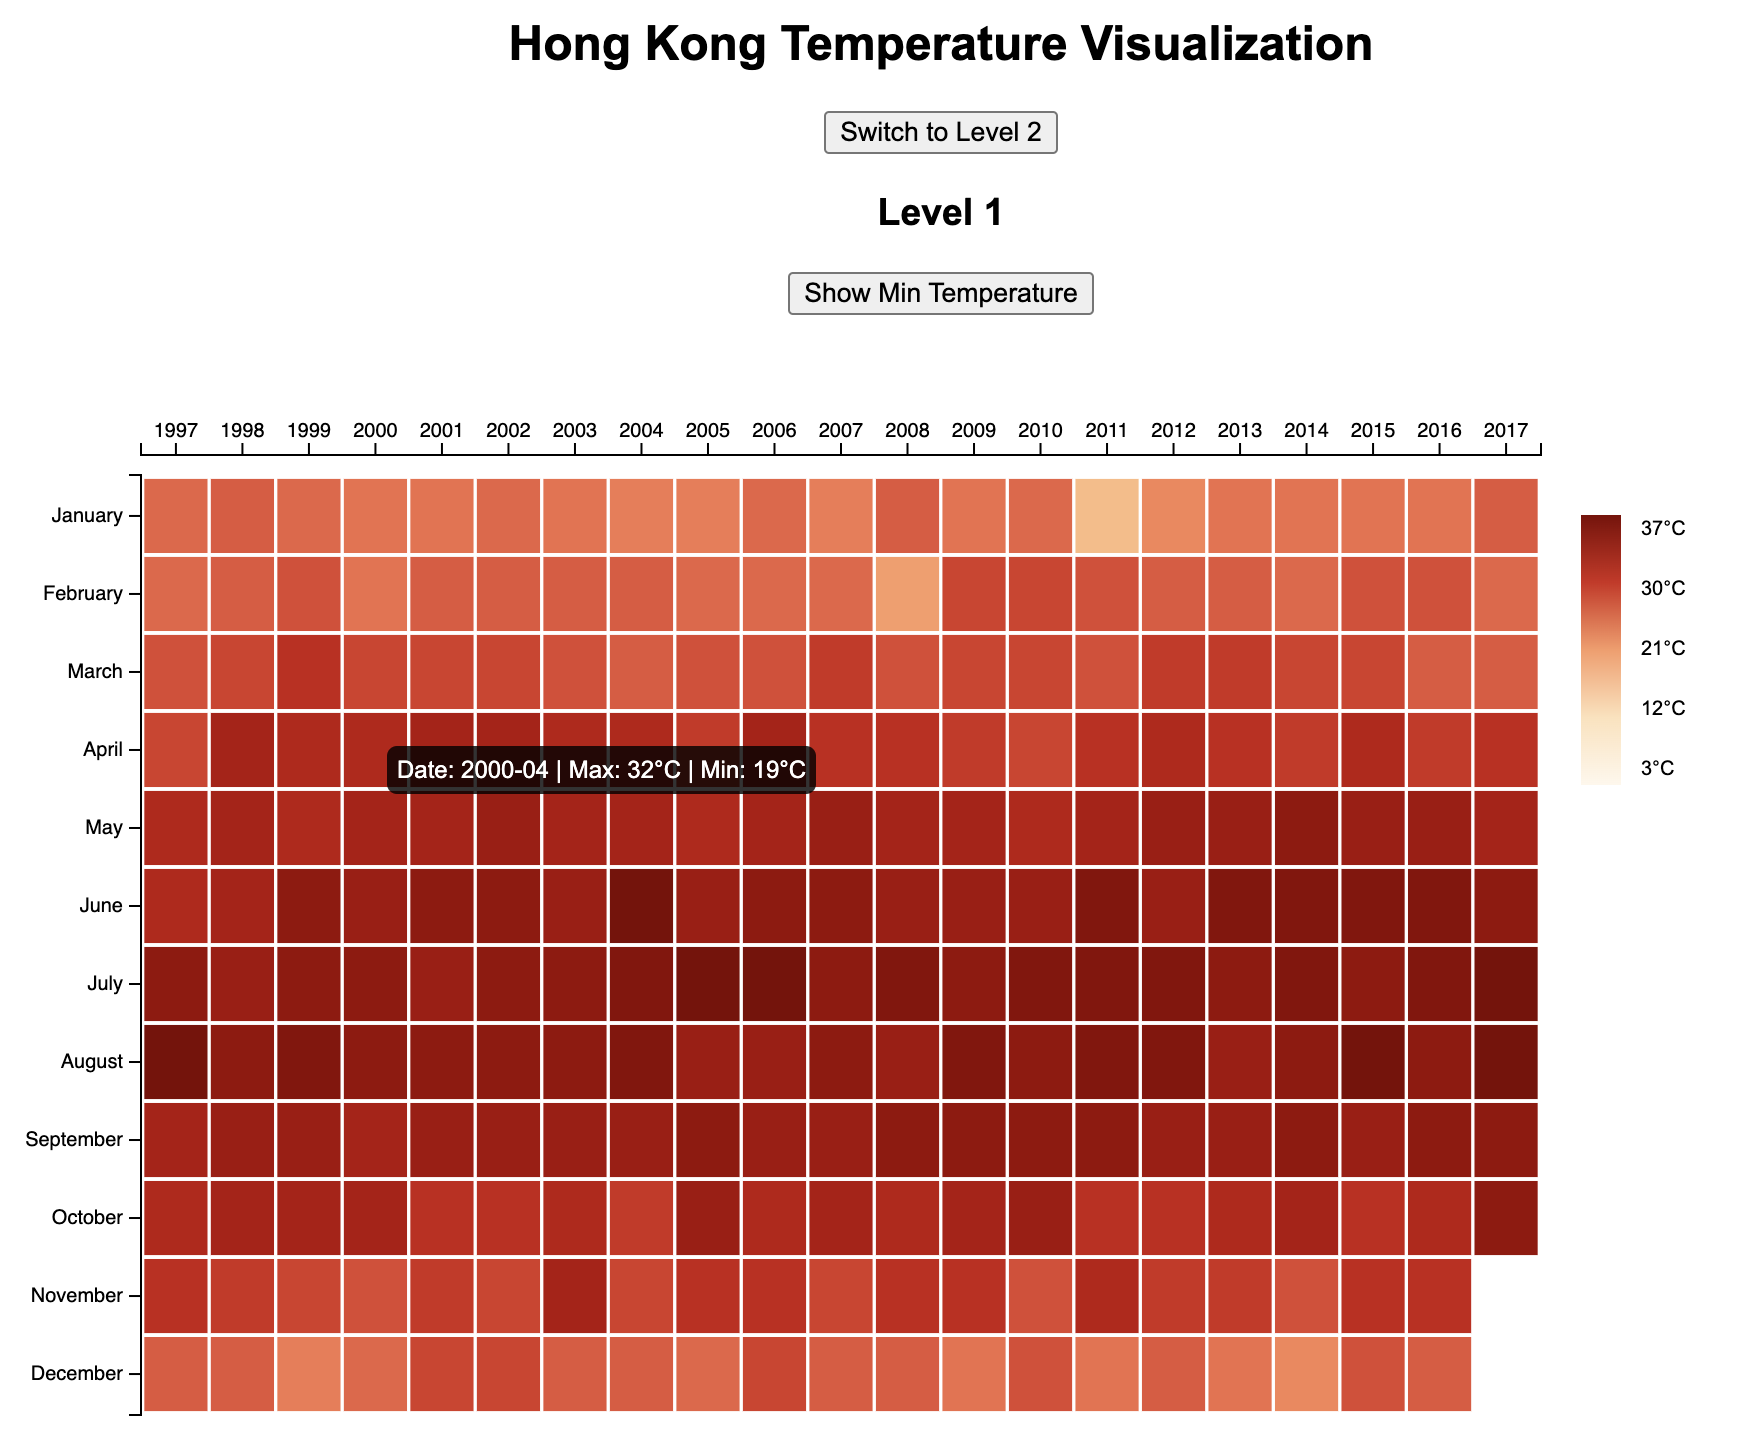 Hong Kong Temperature Visualization
Switch to Level 2
Level 1
Show Min Temperature
1997 1998 1999 2000 2001 2002 2003 2004 2005 2006 2007 2008 2009 2010 2011 2012 2013 2014 2015 2016 2017
January
37°C
30°C
February
21°C
March
12°C
April
3°C
Date: 2000-04 | Max: 32°C | Min: 19°C
May
June
July
August
September
October
November
December